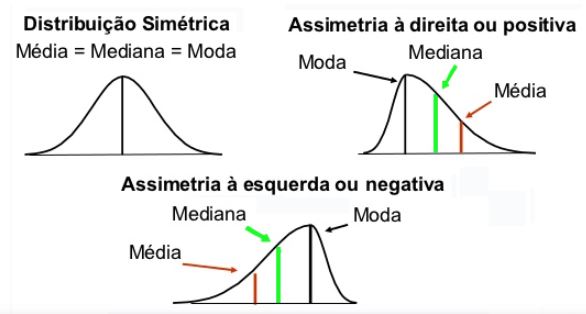 Distribuição Simétrica
Média = Mediana = Moda
Assimetria à direita ou positiva
Moda
Mediana
Média
Assimetria à esquerda ou negativa
Mediana
Moda
Média